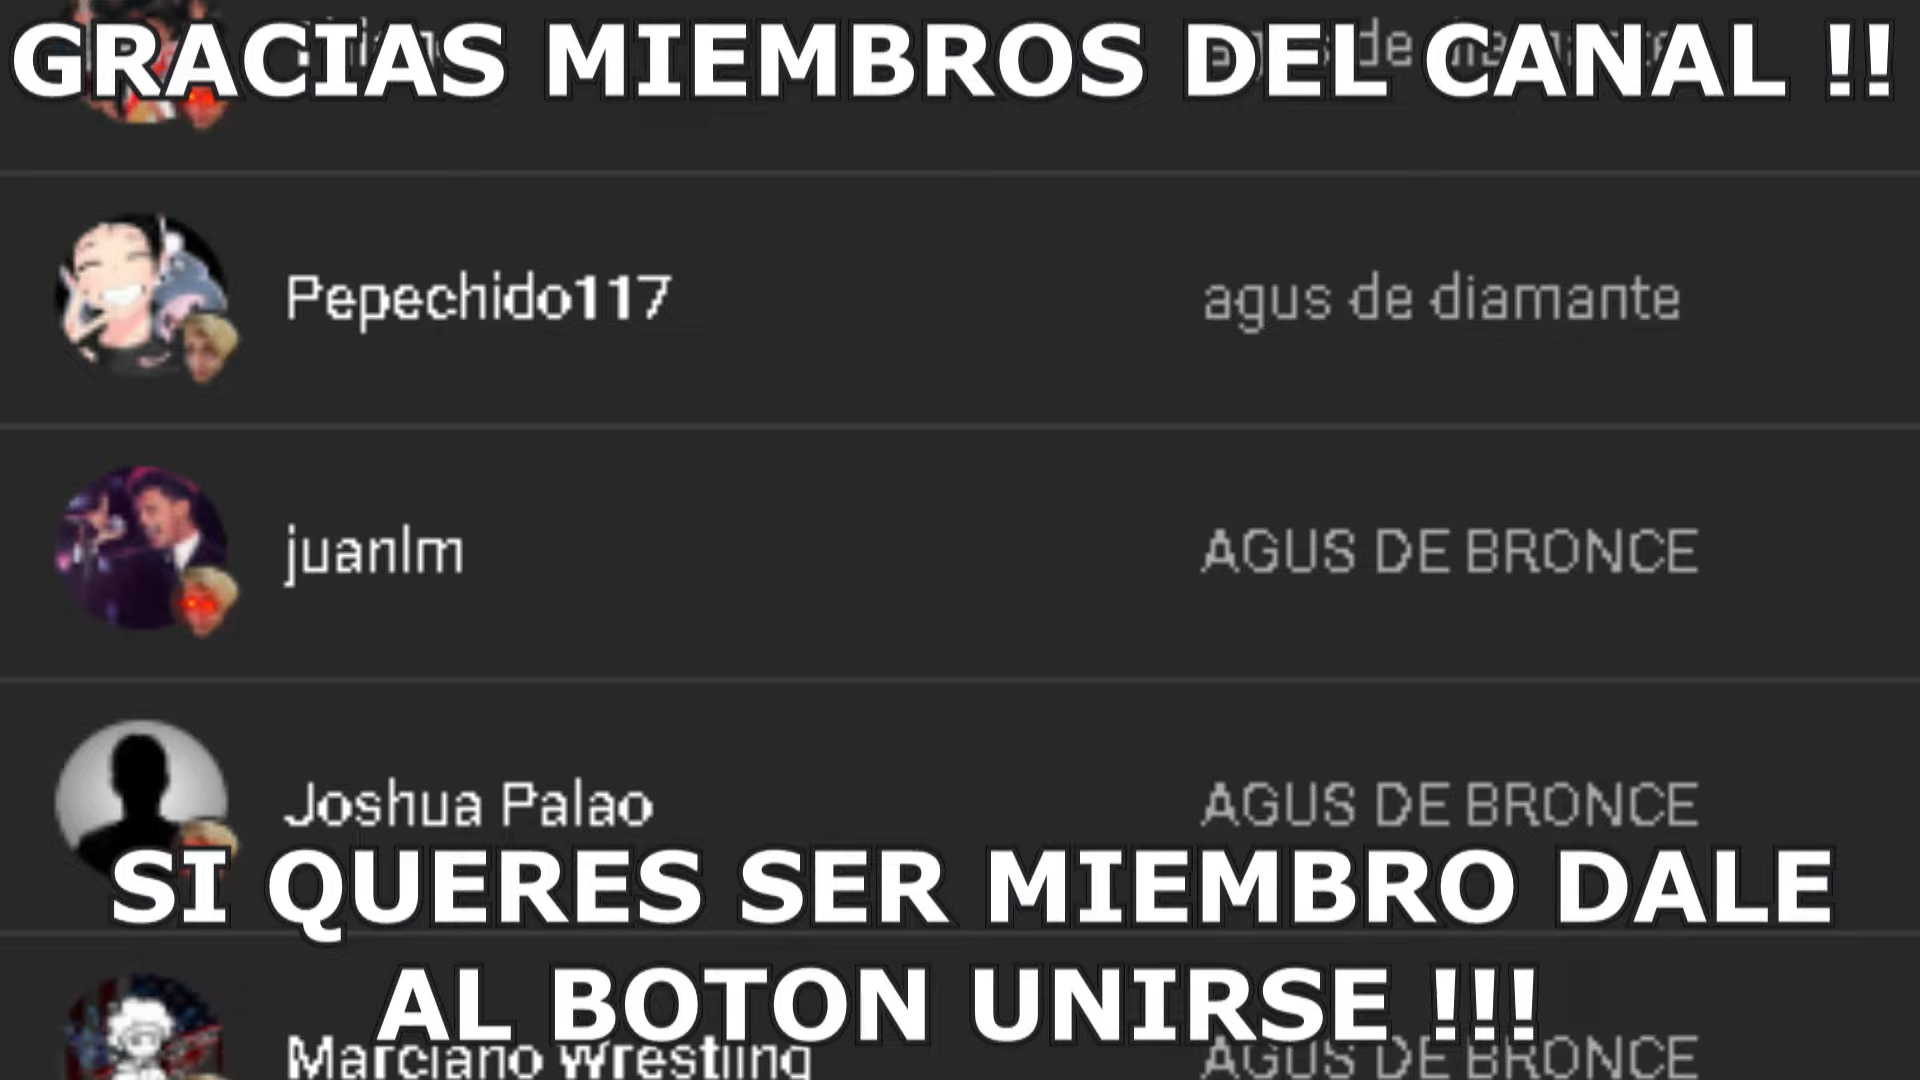 GRACIAS MIEMBROS DEL CANAL !!
Pepechido117 agus de diamante
juanlm AGUS DE BRONCE
Joshua Palao AGUS DE BRONCE
SI QUERES SER MIEMBRO DALE
AL BOTON UNIRSE !!!
Marciano Wrestling AGUS DE BRONCE